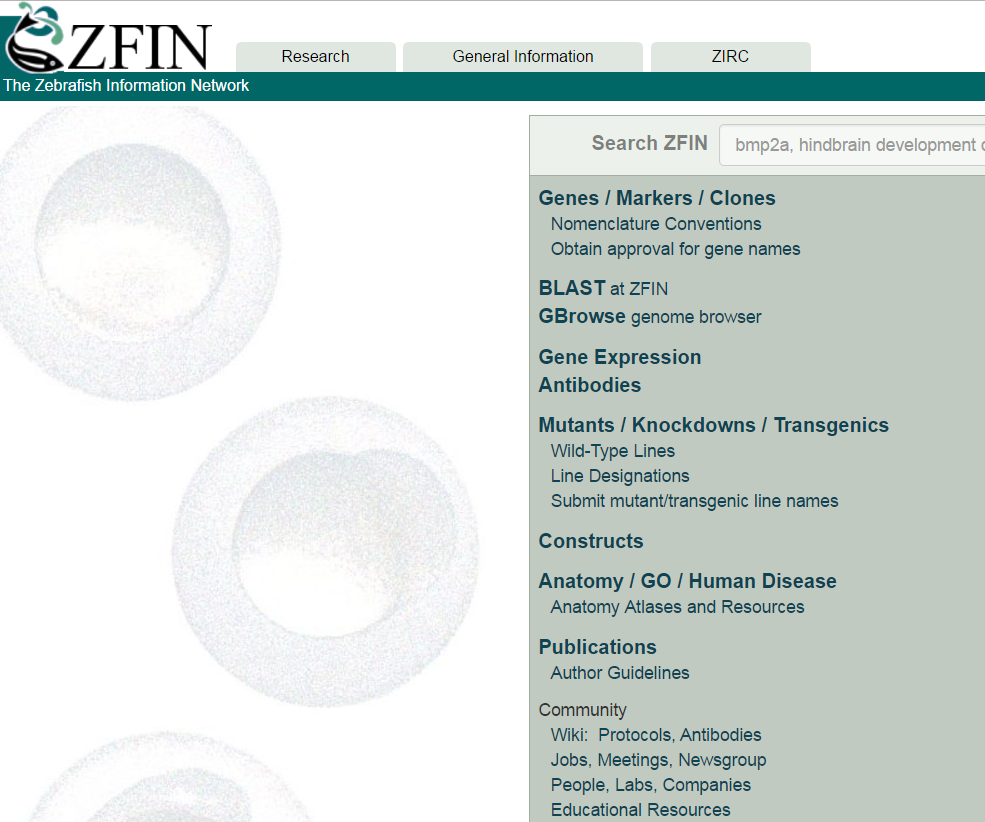 ZFIN
Research General Information ZIRC
The Zebrafish Information Network
Search ZFIN bmp2a, hindbrain development
Genes / Markers / Clones
Nomenclature Conventions
Obtain approval for gene names
BLAST at ZFIN
GBrowse genome browser
Gene Expression
Antibodies
Mutants / Knockdowns / Transgenics
Wild-Type Lines
Line Designations
Submit mutant/transgenic line names
Constructs
Anatomy / GO / Human Disease
Anatomy Atlases and Resources
Publications
Author Guidelines
Community
Wiki: Protocols, Antibodies
Jobs, Meetings, Newsgroup
People, Labs, Companies
Educational Resources